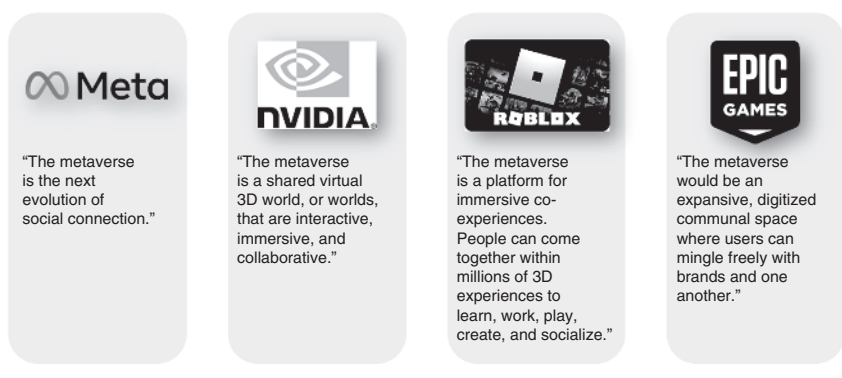 Meta
“The metaverse
is the next
evolution of
social connection.”
NVIDIA
“The metaverse
is a shared virtual
3D world, or worlds,
that are interactive,
immersive, and
collaborative.”
ROBLOX
“The metaverse
is a platform for
immersive co-
experiences.
People can come
together within
millions of 3D
experiences to
learn, work, play,
create, and socialize.”
EPIC
GAMES
“The metaverse
would be an
expansive, digitized
communal space
where users can
mingle freely with
brands and one
another.”